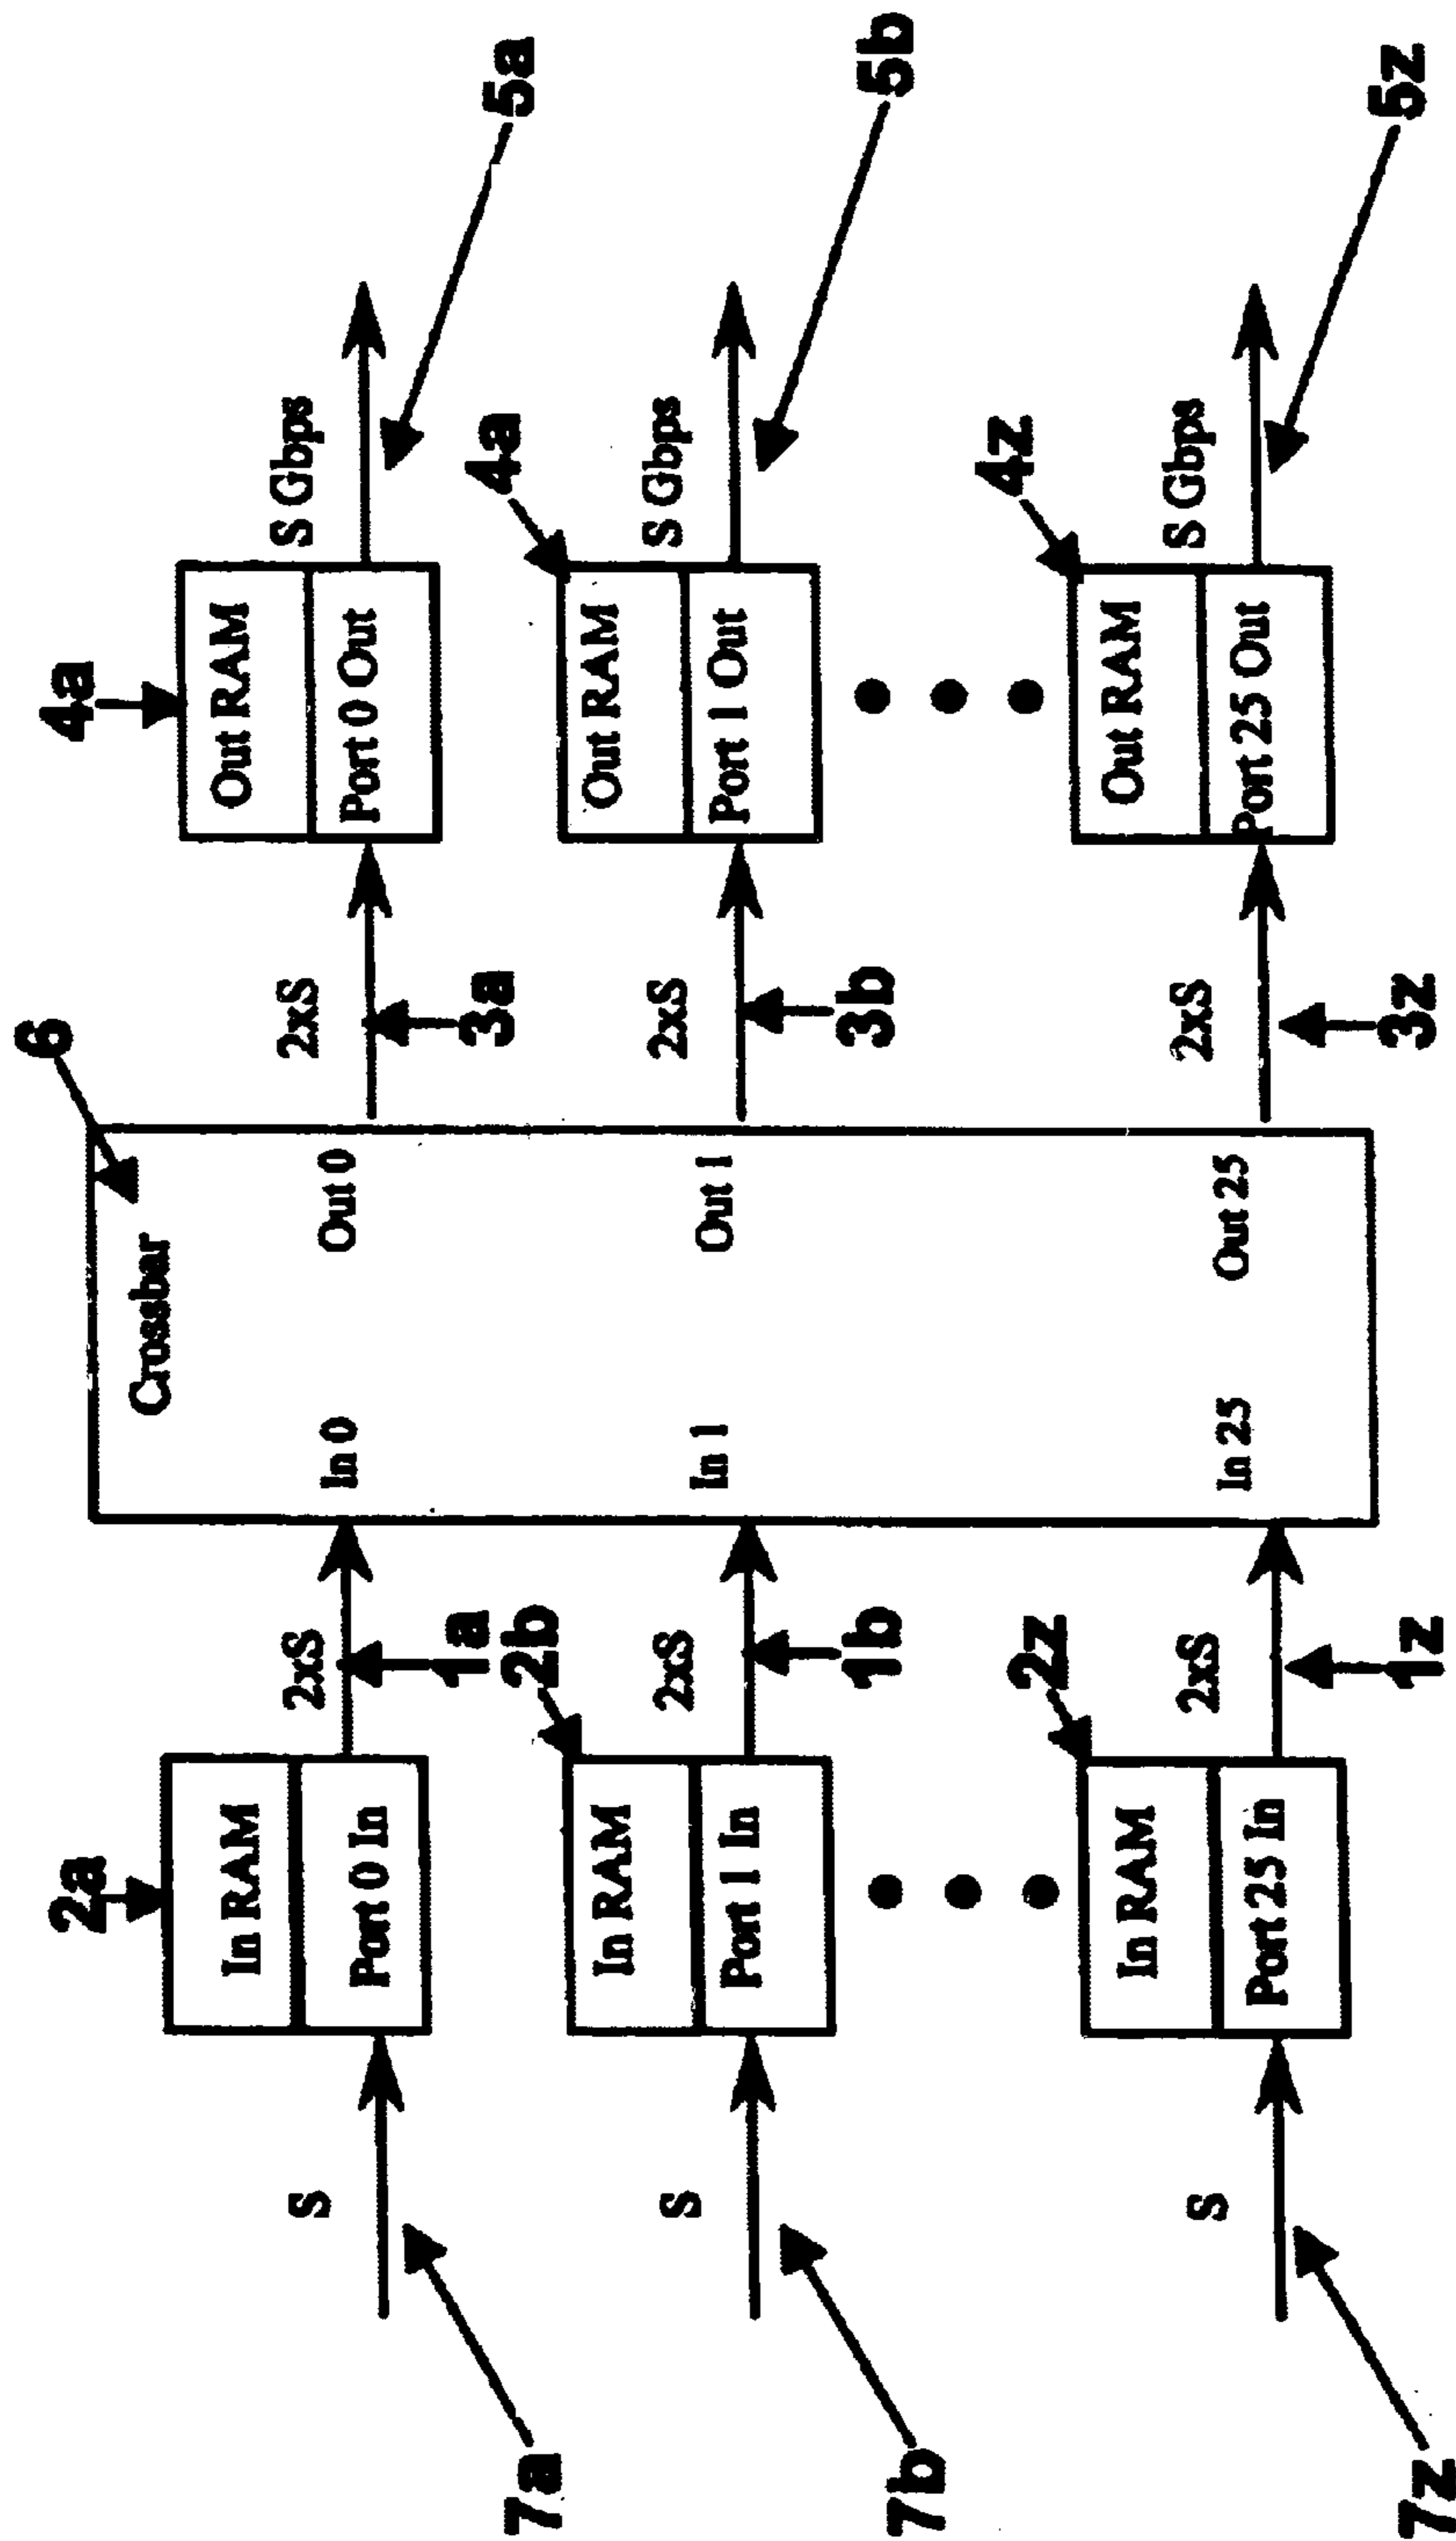 6
Crossbar
2a
4a
In RAM
Out RAM
S
2xS
In 0
Out 0
2xS
S Gbps
Port 0 In
Port 0 Out
7a
1a
3a
5a
2b
4a
In RAM
Out RAM
S
2xS
In 1
Out 1
2xS
S Gbps
Port 1 In
Port 1 Out
7b
1b
3b
5b
2z
4z
In RAM
Out RAM
S
2xS
In 25
Out 25
2xS
S Gbps
Port 25 In
Port 25 Out
7z
1z
3z
5z